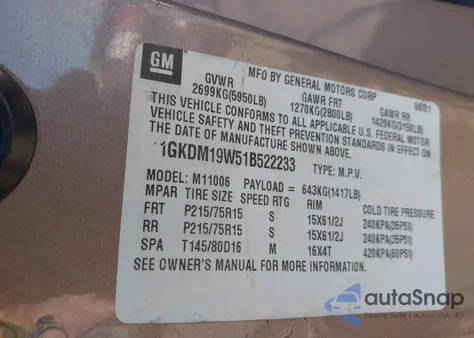 GM
MFD BY GENERAL MOTORS CORP 06/01
GVWR GAWR FRT GAWR RR
2699KG(5950LB) 1270KG(2800LB) 1429KG(3150LB)
THIS VEHICLE CONFORMS TO ALL APPLICABLE U.S. FEDERAL MOTOR
VEHICLE SAFETY AND THEFT PREVENTION STANDARDS IN EFFECT ON
THE DATE OF MANUFACTURE SHOWN ABOVE.
1GKDM19W51B522233 TYPE: M.P.V.
MODEL: M11006 PAYLOAD = 643KG(1417LB)
MPAR TIRE SIZE SPEED RTG RIM COLD TIRE PRESSURE
FRT P215/75R15 S 15X61/2J 240KPA(35PSI)
RR P215/75R15 S 15X61/2J 240KPA(35PSI)
SPA T145/80D16 M 16X4T 420KPA(60PSI)
SEE OWNER'S MANUAL FOR MORE INFORMATION
autaSnap